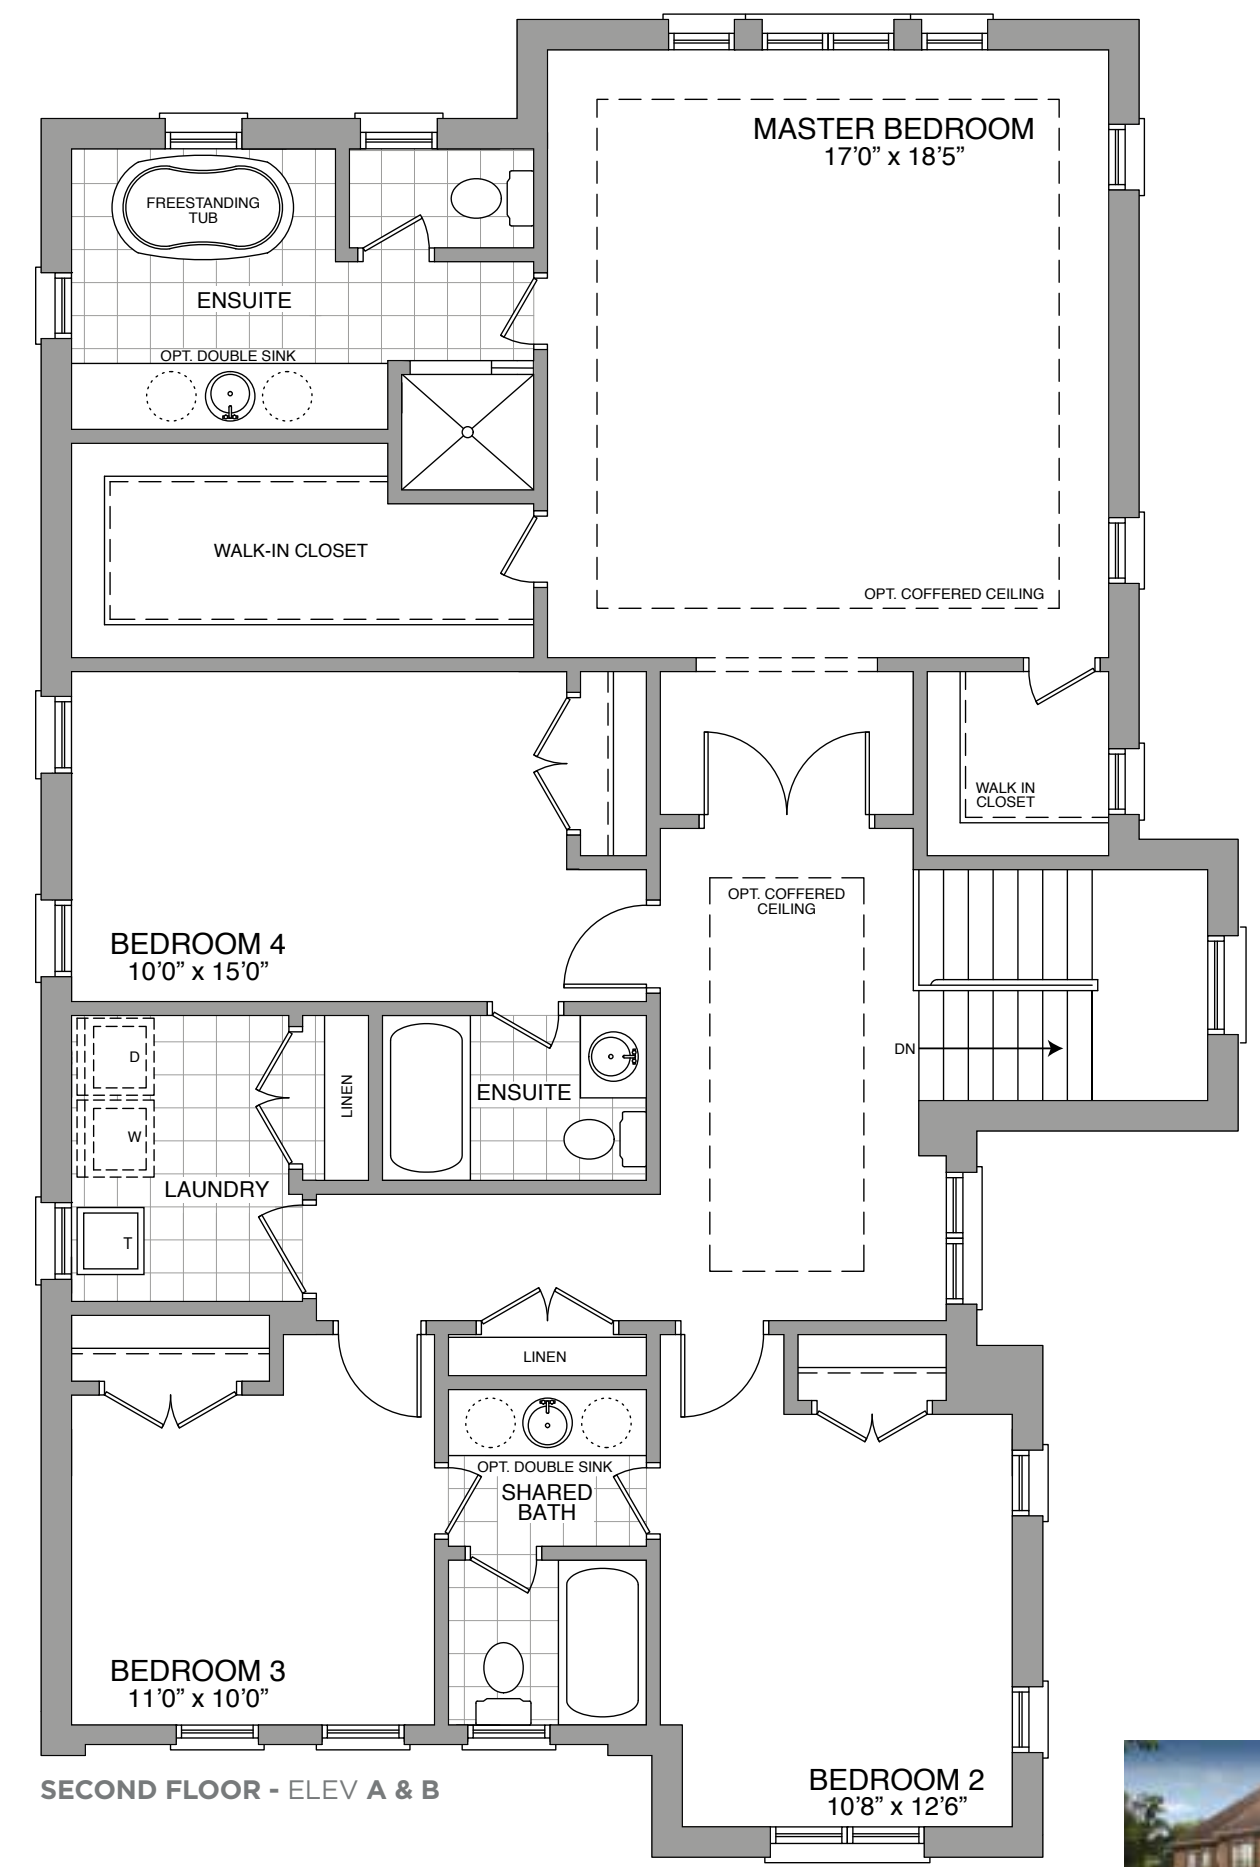 MASTER BEDROOM
17’0” x 18’5”
FREESTANDING
TUB
ENSUITE
OPT. DOUBLE SINK
WALK-IN CLOSET
OPT. COFFERED CEILING
WALK IN
CLOSET
OPT. COFFERED
CEILING
BEDROOM 4
10’0” x 15’0”
DN
D
W
LINEN
ENSUITE
LAUNDRY
T
LINEN
OPT. DOUBLE SINK
SHARED
BATH
BEDROOM 3
11’0” x 10’0”
BEDROOM 2
10’8” x 12’6”
SECOND FLOOR - ELEV A & B